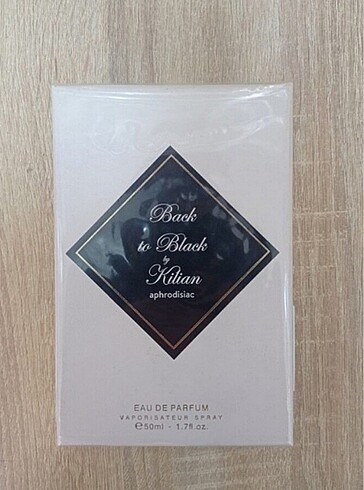 Back
to Black
by
Kilian
aphrodisiac
EAU DE PARFUM
VAPORISATEUR SPRAY
℮50ml - 1.7fl.oz.